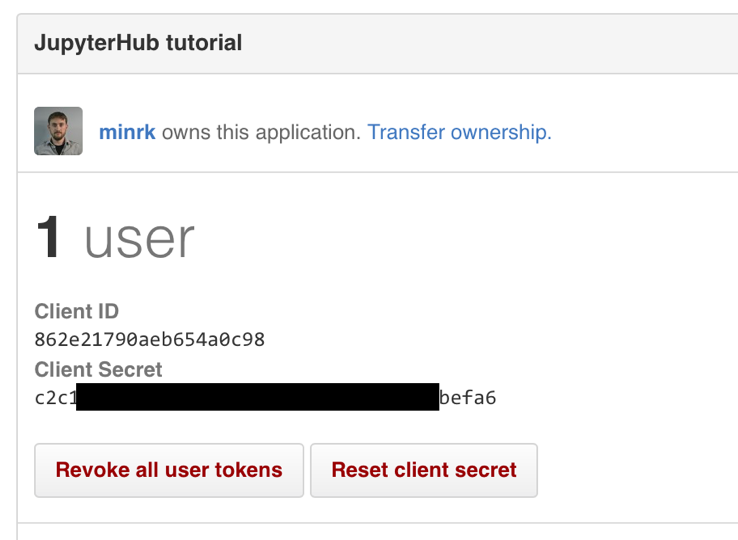 JupyterHub tutorial
minrk owns this application. Transfer ownership.
1 user
Client ID
862e21790aeb654a0c98
Client Secret
c2c1 befa6
Revoke all user tokens Reset client secret